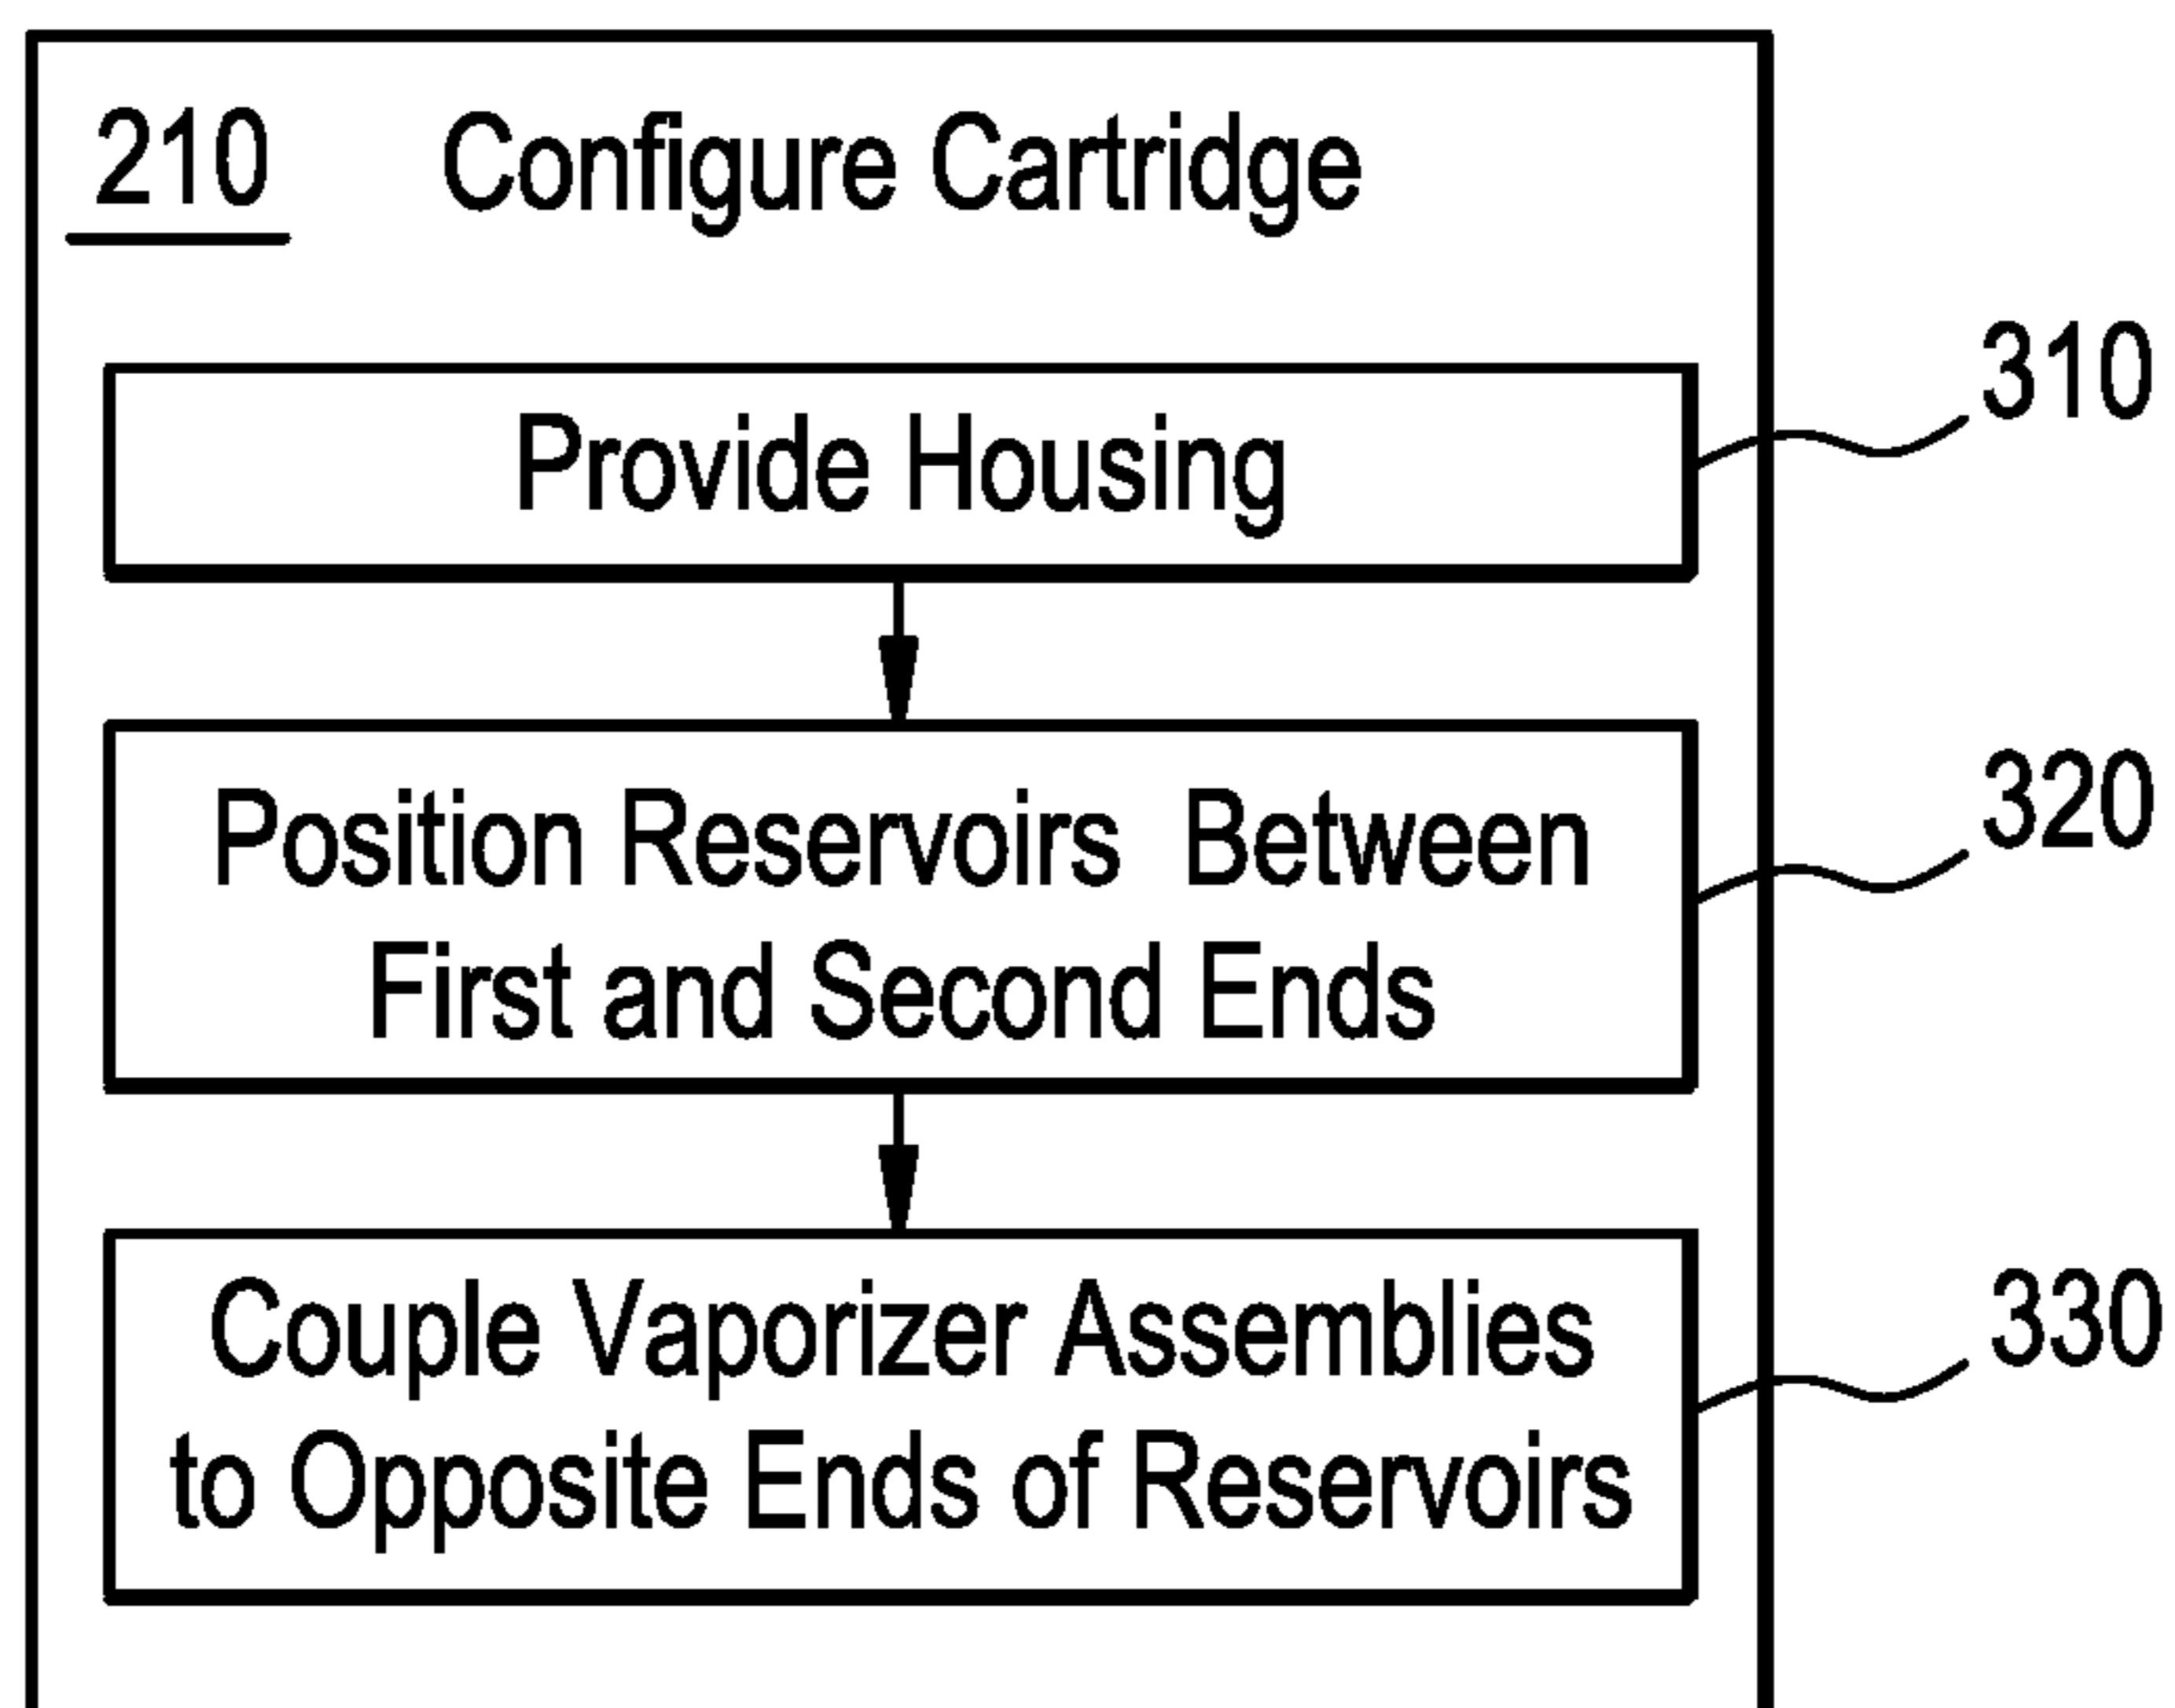 210 Configure Cartridge
Provide Housing
310
Position Reservoirs Between
First and Second Ends
320
Couple Vaporizer Assemblies
to Opposite Ends of Reservoirs
330